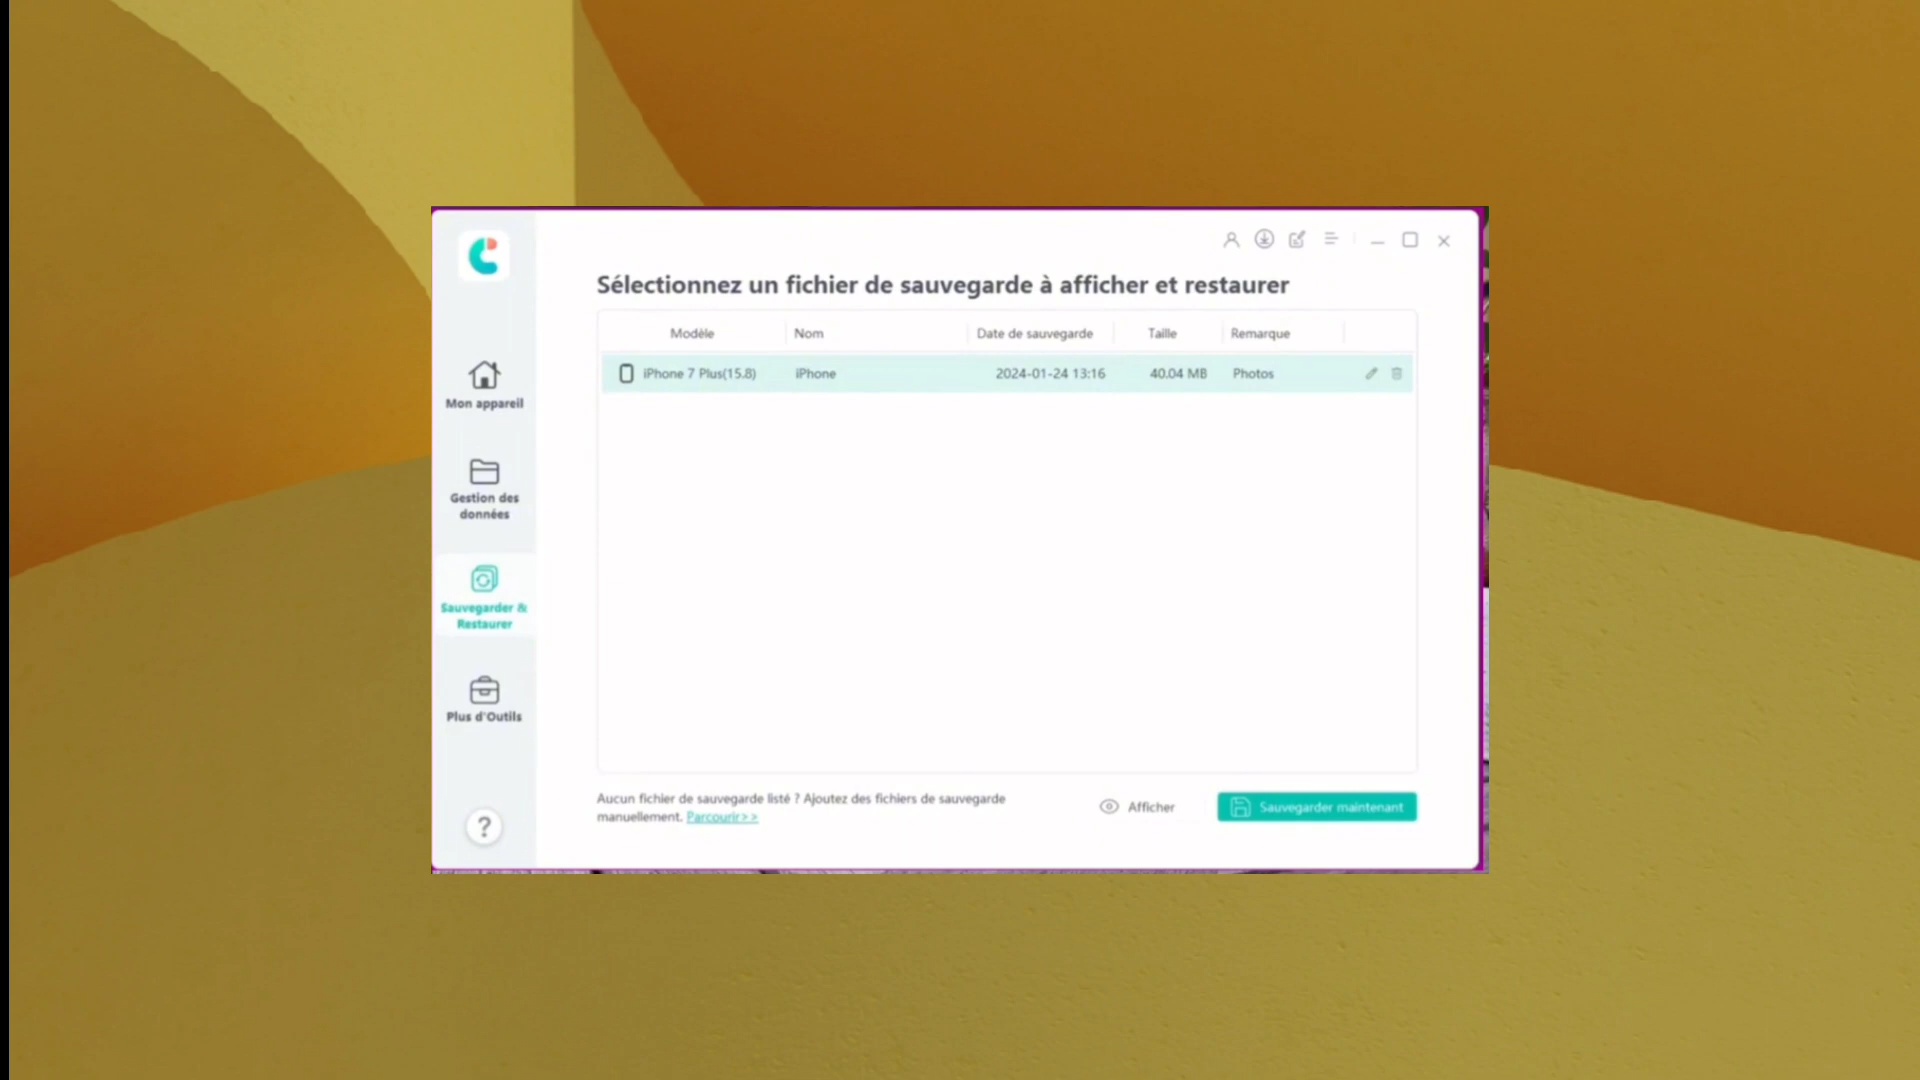 Sélectionnez un fichier de sauvegarde à afficher et restaurer
Modèle Nom Date de sauvegarde Taille Remarque
iPhone 7 Plus(15.8) iPhone 2024-01-24 13:16 40.04 MB Photos
Mon appareil
Gestion des
données
Sauvegarder &
Restaurer
Plus d'Outils
?
Aucun fichier de sauvegarde listé ? Ajoutez des fichiers de sauvegarde
manuellement. Parcourir>>
Afficher
Sauvegarder maintenant